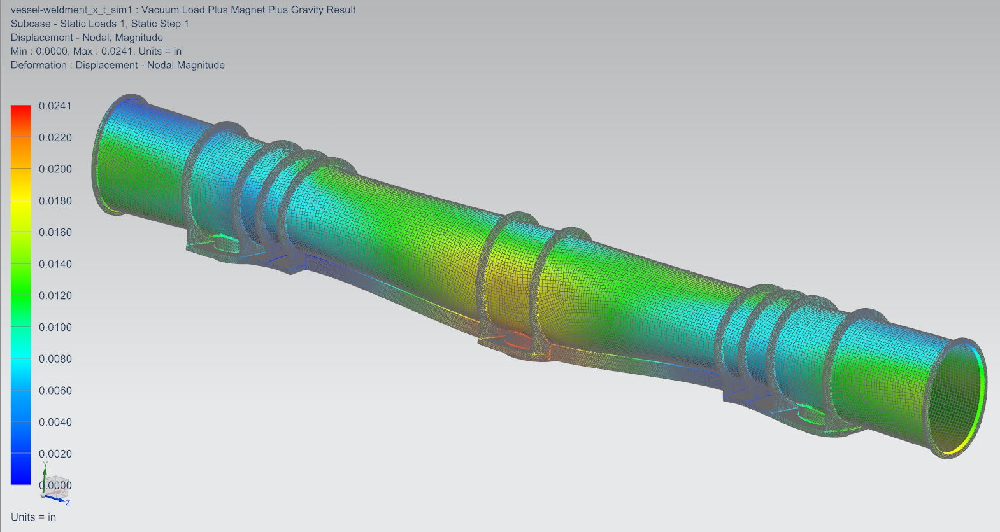 vessel-weldment_x_t_sim1 : Vacuum Load Plus Magnet Plus Gravity Result
Subcase - Static Loads 1, Static Step 1
Displacement - Nodal, Magnitude
Min : 0.0000, Max : 0.0241, Units = in
Deformation : Displacement - Nodal Magnitude
0.0241
0.0220
0.0200
0.0180
0.0160
0.0140
0.0120
0.0100
0.0080
0.0060
0.0040
0.0020
0.0000
Y
X
Z
Units = in